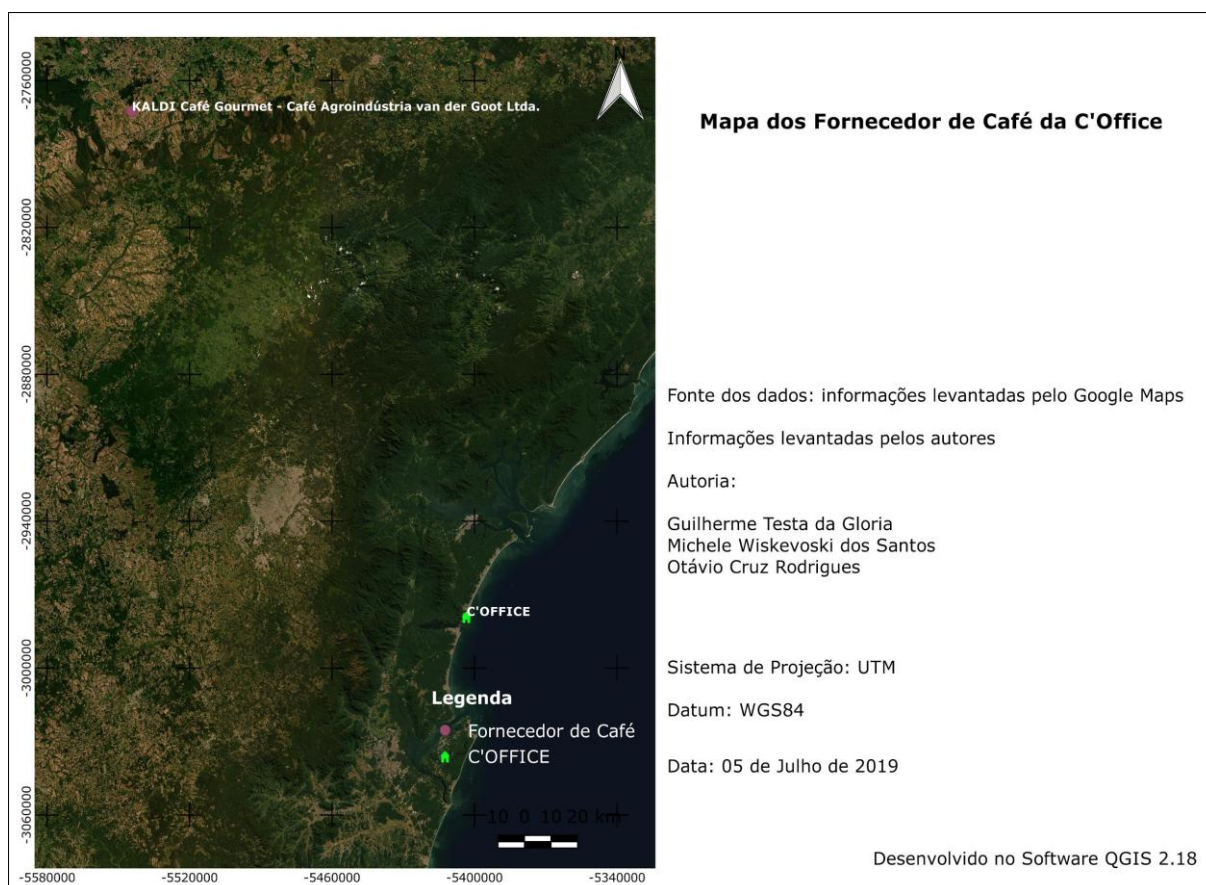 Mapa dos Fornecedor de Café da C'Office
N
KALDI Café Gourmet - Café Agroindústria van der Goot Ltda.
C'OFFICE
Legenda
Fornecedor de Café
C'OFFICE
10 0 10 20 km
-2760000
-2820000
-2880000
-2940000
-3000000
-3060000
-5580000
-5520000
-5460000
-5400000
-5340000
Fonte dos dados: informações levantadas pelo Google Maps
Informações levantadas pelos autores
Autoria:
Guilherme Testa da Gloria
Michele Wiskevoski dos Santos
Otávio Cruz Rodrigues
Sistema de Projeção: UTM
Datum: WGS84
Data: 05 de Julho de 2019
Desenvolvido no Software QGIS 2.18